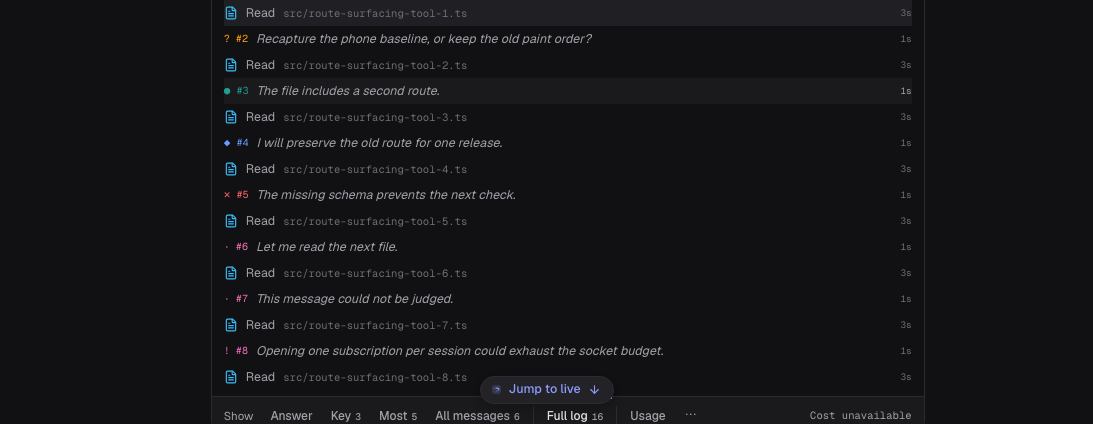 Read src/route-surfacing-tool-1.ts 3s
? #2 Recapture the phone baseline, or keep the old paint order? 1s
Read src/route-surfacing-tool-2.ts 3s
#3 The file includes a second route. 1s
Read src/route-surfacing-tool-3.ts 3s
#4 I will preserve the old route for one release. 1s
Read src/route-surfacing-tool-4.ts 3s
× #5 The missing schema prevents the next check. 1s
Read src/route-surfacing-tool-5.ts 3s
· #6 Let me read the next file. 1s
Read src/route-surfacing-tool-6.ts 3s
· #7 This message could not be judged. 1s
Read src/route-surfacing-tool-7.ts 3s
! #8 Opening one subscription per session could exhaust the socket budget. 1s
Read src/route-surfacing-tool-8.ts 3s
Jump to live ↓
Show Answer Key 3 Most 5 All messages 6 Full log 16 Usage ··· Cost unavailable